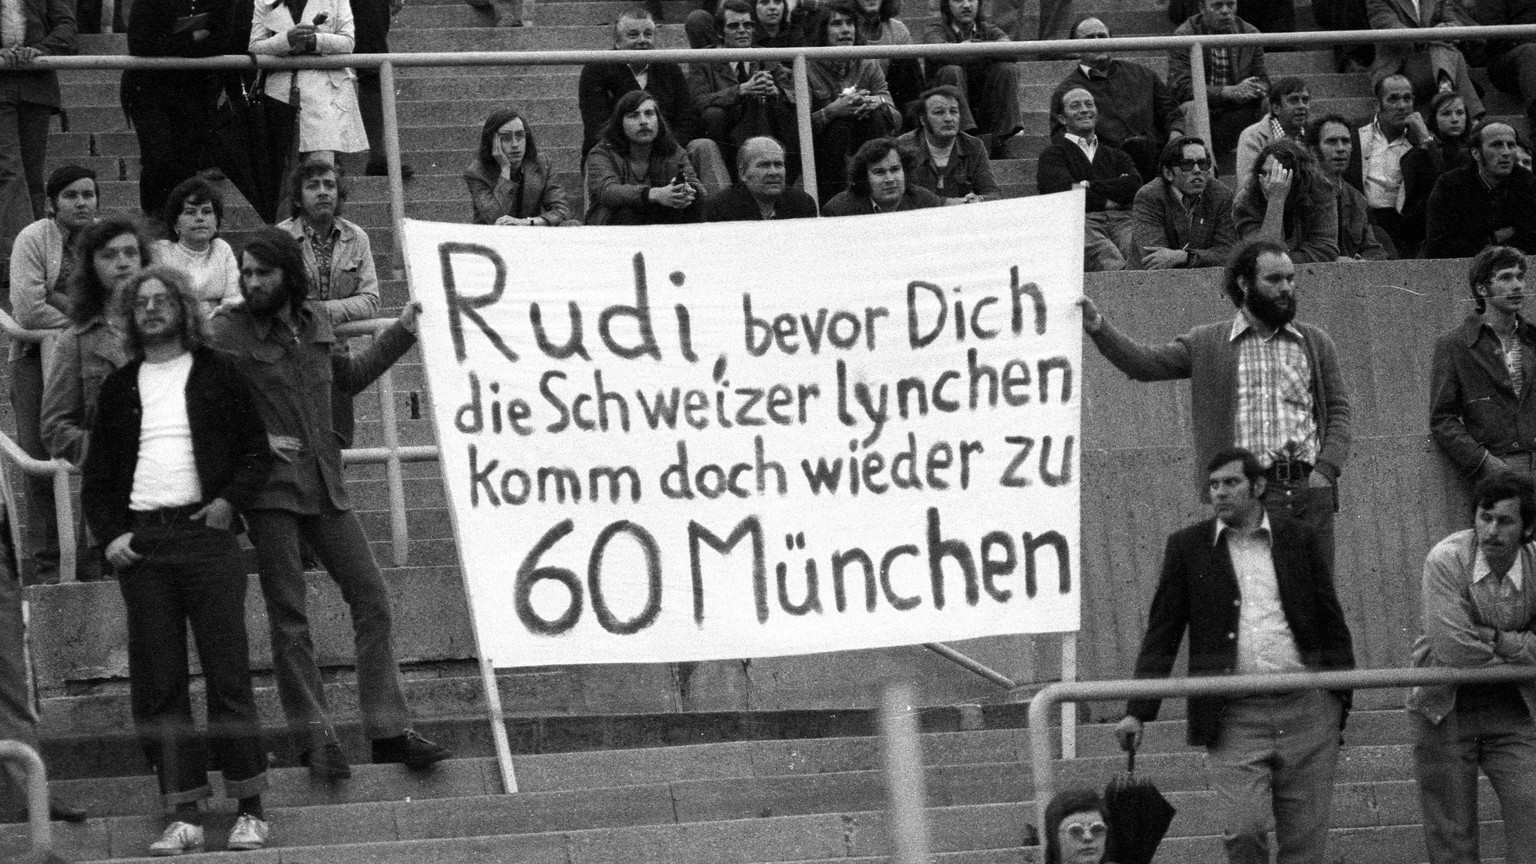 Rudi, bevor Dich
die Schweizer lynchen
komm doch wieder zu
60 München